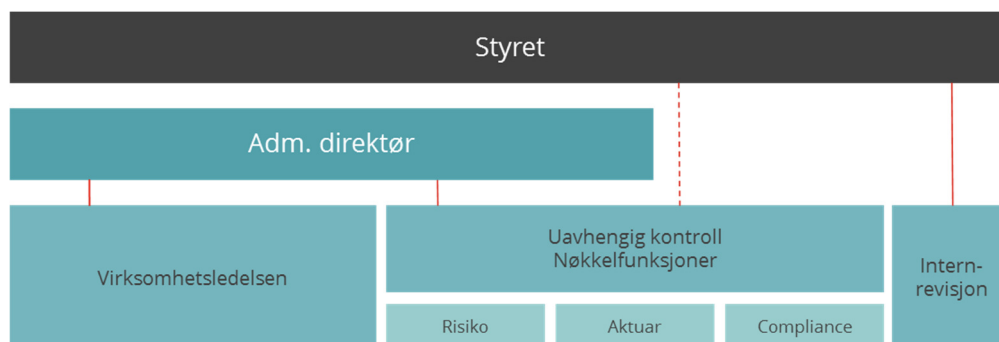 Styret
Adm. direktør
Virksomhetsledelsen
Uavhengig kontroll
Nøkkelfunksjoner
Intern-
revisjon
Risiko
Aktuar
Compliance